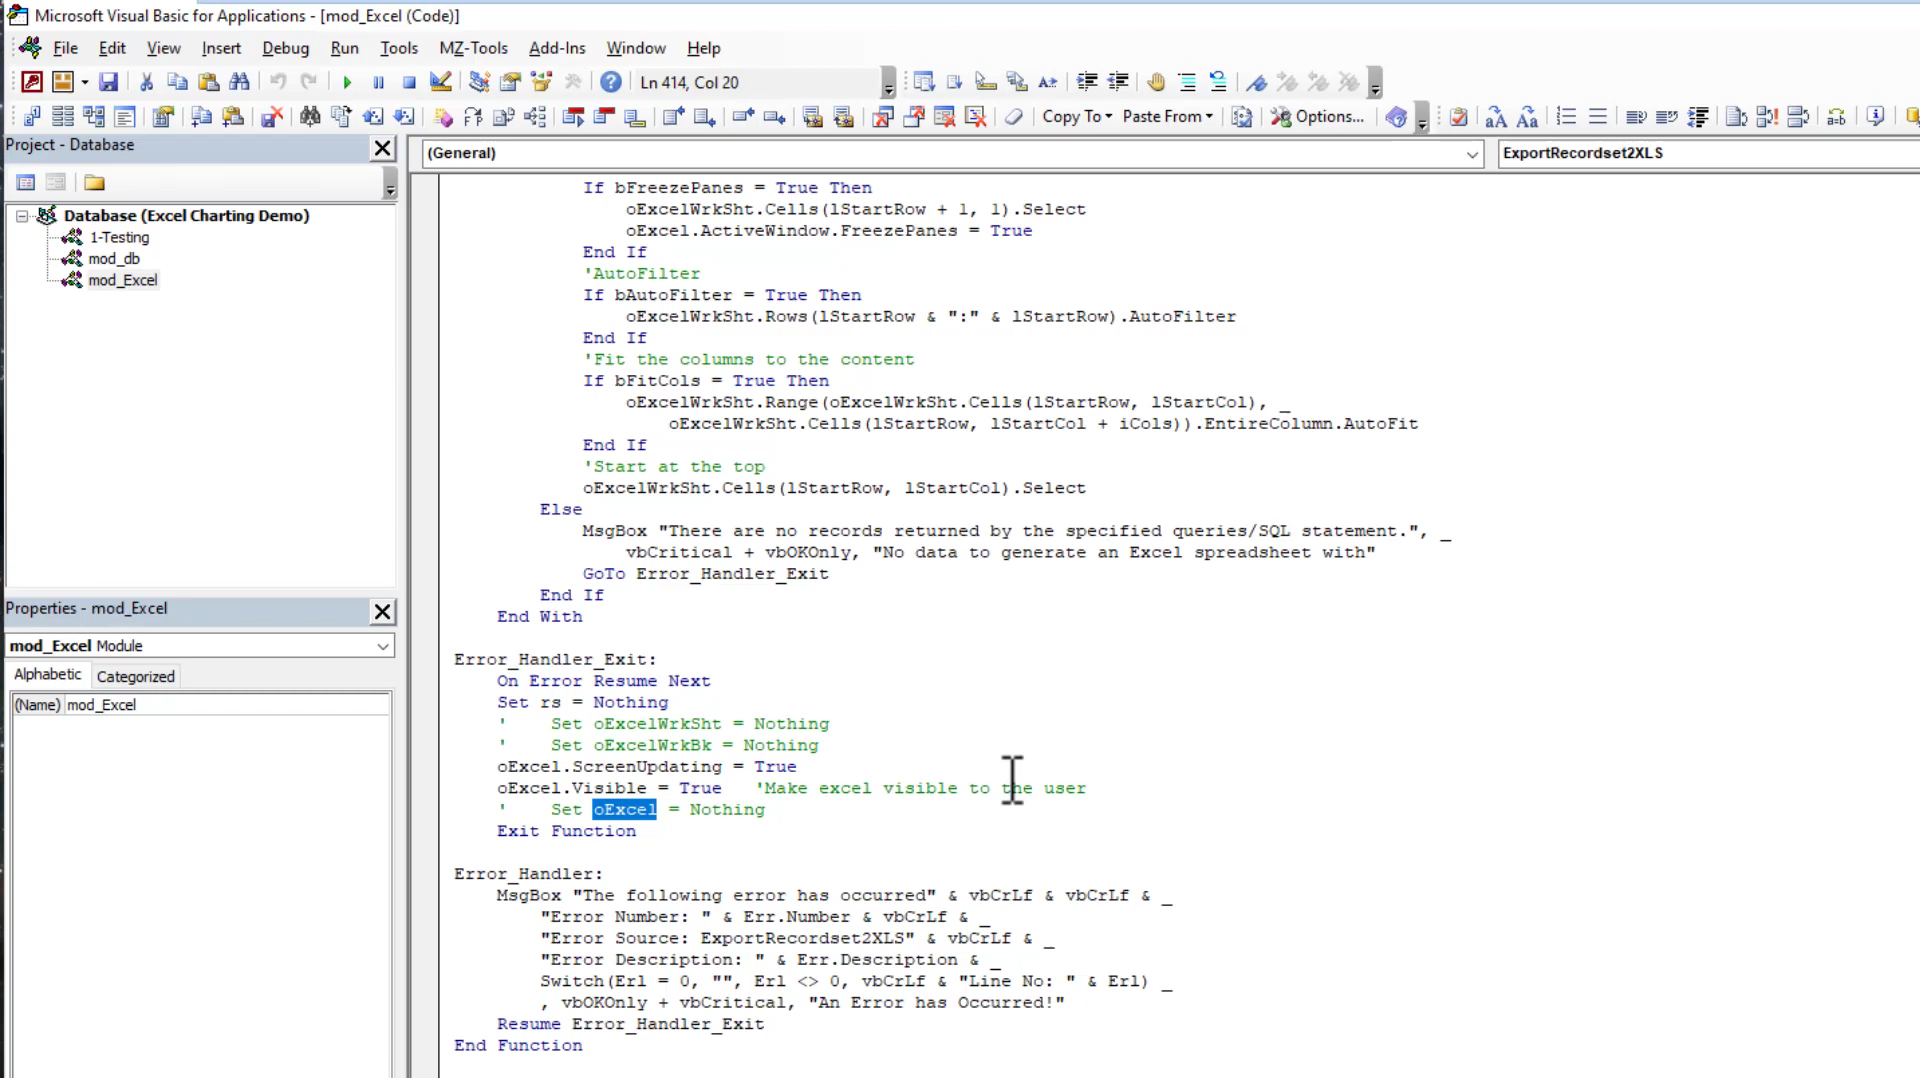 Microsoft Visual Basic for Applications - [mod_Excel (Code)]
File Edit View Insert Debug Run Tools MZ-Tools Add-Ins Window Help
Ln 414, Col 20
Copy To Paste From Options...
Project - Database
(General) ExportRecordset2XLS
Database (Excel Charting Demo)
1-Testing
mod_db
mod_Excel
Properties - mod_Excel
mod_Excel Module
Alphabetic Categorized
(Name) mod_Excel
If bFreezePanes = True Then
oExcelWrkSht.Cells(lStartRow + 1, 1).Select
oExcel.ActiveWindow.FreezePanes = True
End If
'AutoFilter
If bAutoFilter = True Then
oExcelWrkSht.Rows(lStartRow & ":" & lStartRow).AutoFilter
End If
'Fit the columns to the content
If bFitCols = True Then
oExcelWrkSht.Range(oExcelWrkSht.Cells(lStartRow, lStartCol), _
oExcelWrkSht.Cells(lStartRow, lStartCol + iCols)).EntireColumn.AutoFit
End If
'Start at the top
oExcelWrkSht.Cells(lStartRow, lStartCol).Select
Else
MsgBox "There are no records returned by the specified queries/SQL statement.", _
vbCritical + vbOKOnly, "No data to generate an Excel spreadsheet with"
GoTo Error_Handler_Exit
End If
End With
Error_Handler_Exit:
On Error Resume Next
Set rs = Nothing
' Set oExcelWrkSht = Nothing
' Set oExcelWrkBk = Nothing
oExcel.ScreenUpdating = True
oExcel.Visible = True 'Make excel visible to the user
' Set oExcel = Nothing
Exit Function
Error_Handler:
MsgBox "The following error has occurred" & vbCrLf & vbCrLf & _
"Error Number: " & Err.Number & vbCrLf & _
"Error Source: ExportRecordset2XLS" & vbCrLf & _
"Error Description: " & Err.Description & _
Switch(Erl = 0, "", Erl <> 0, vbCrLf & "Line No: " & Erl) _
, vbOKOnly + vbCritical, "An Error has Occurred!"
Resume Error_Handler_Exit
End Function